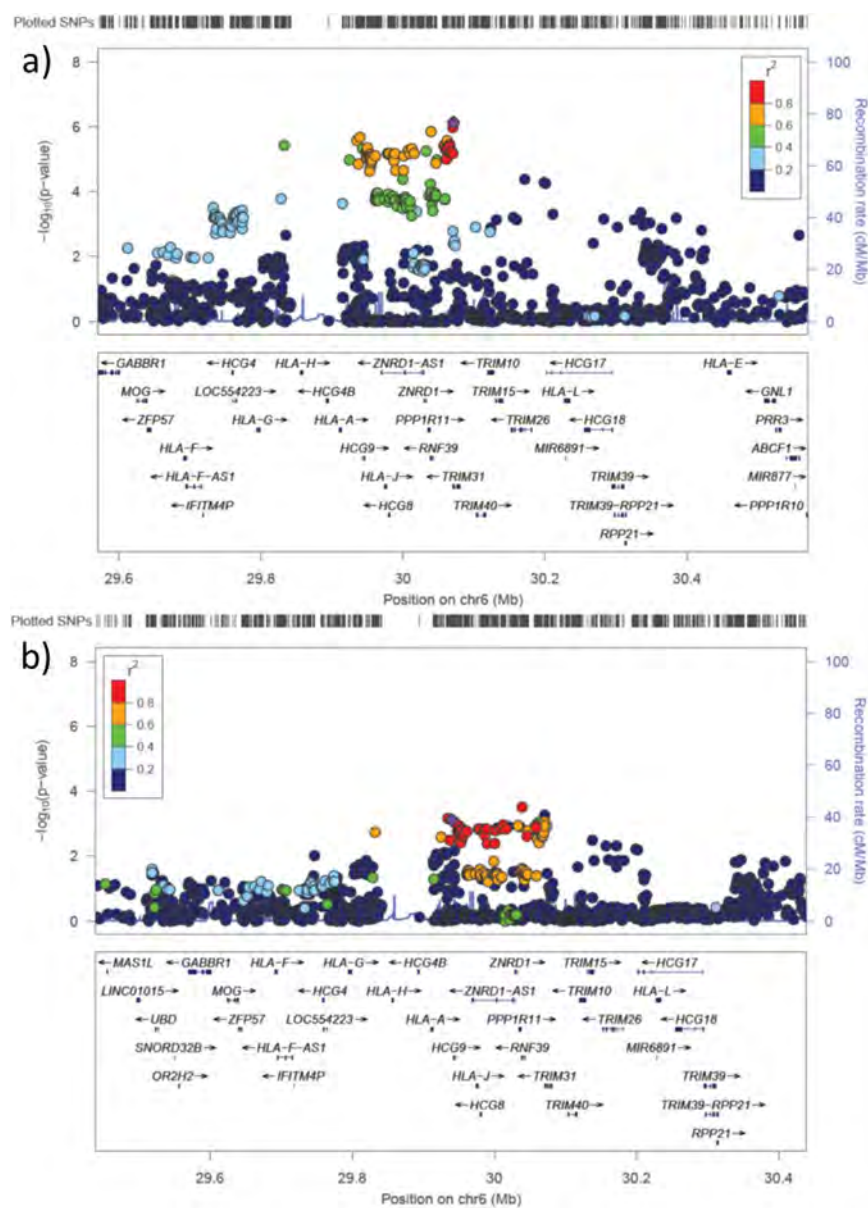 Plotted SNPs
a)
8
100
r²
0.8
0.6
0.4
0.2
80
6
60
4
40
2
20
0
0
−log₁₀(p−value)
Recombination rate (cM/Mb)
←GABBR1 ←HCG4 HLA−H→ ←ZNRD1−AS1 ←TRIM10 ←HCG17 HLA−E→
MOG→ LOC554223→ ←HCG4B ZNRD1→ TRIM15→ HLA−L→ ←GNL1
←ZFP57 HLA−G→ HLA−A→ PPP1R11→ ←TRIM26 ←HCG18 PRR3→
HLA−F→ HCG9→ ←RNF39 MIR6891→ ABCF1→
←HLA−F−AS1 HLA−J→ ←TRIM31 TRIM39→ MIR877→
←IFITM4P ←HCG8 TRIM40→ TRIM39−RPP21→ ←PPP1R10
RPP21→
29.6 29.8 30 30.2 30.4
Position on chr6 (Mb)
Plotted SNPs
b)
8
100
r²
0.8
0.6
0.4
0.2
80
6
60
4
40
2
20
0
0
−log₁₀(p−value)
Recombination rate (cM/Mb)
←MAS1L ←GABBR1 HLA−F→ HLA−G→ ←HCG4B ZNRD1→ TRIM15→ ←HCG17
LINC01015→ MOG→ ←HCG4 HLA−H→ ←ZNRD1−AS1 ←TRIM10 HLA−L→
←UBD ←ZFP57 LOC554223→ HLA−A→ PPP1R11→ ←TRIM26 ←HCG18
SNORD32B→ ←HLA−F−AS1 HCG9→ ←RNF39 MIR6891→
OR2H2→ ←IFITM4P HLA−J→ ←TRIM31 TRIM39→
←HCG8 TRIM40→ TRIM39−RPP21→
RPP21→
29.6 29.8 30 30.2 30.4
Position on chr6 (Mb)